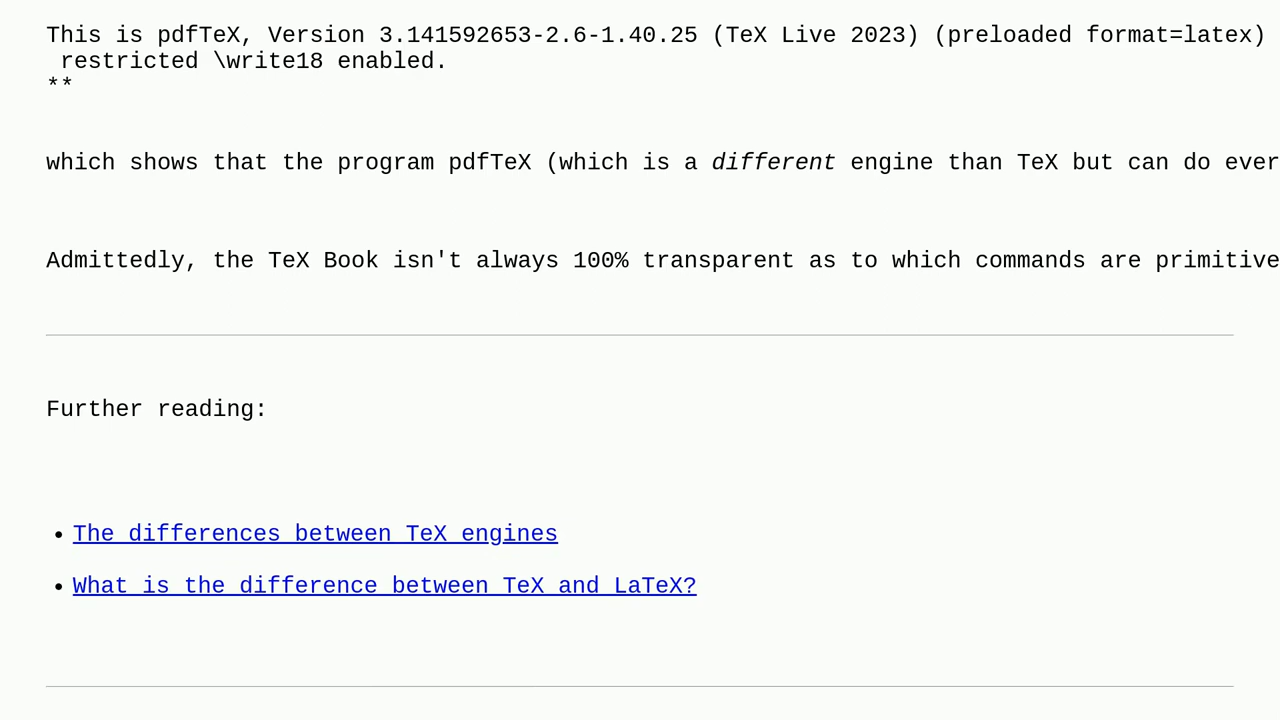 This is pdfTeX, Version 3.141592653-2.6-1.40.25 (TeX Live 2023) (preloaded format=latex)
restricted \write18 enabled.
**
which shows that the program pdfTeX (which is a different engine than TeX but can do ever
Admittedly, the TeX Book isn't always 100% transparent as to which commands are primitive
Further reading:
• The differences between TeX engines
• What is the difference between TeX and LaTeX?